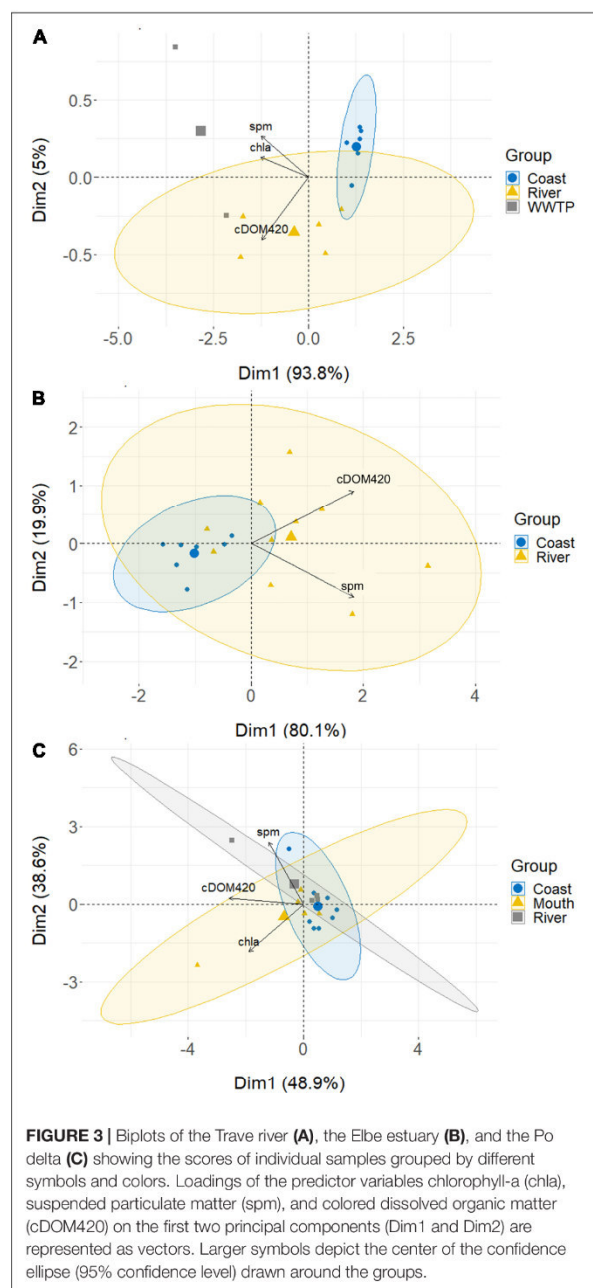 A
0.5
0.0
-0.5
Dim2 (5%)
spm
chla
cDOM420
-5.0
-2.5
0.0
2.5
Dim1 (93.8%)
Group
Coast
River
WWTP
B
2
1
0
-1
-2
Dim2 (19.9%)
cDOM420
spm
-2
0
2
4
Dim1 (80.1%)
Group
Coast
River
C
6
3
0
-3
Dim2 (38.6%)
spm
cDOM420
chla
-4
0
4
Dim1 (48.9%)
Group
Coast
Mouth
River
FIGURE 3 | Biplots of the Trave river (A), the Elbe estuary (B), and the Po
delta (C) showing the scores of individual samples grouped by different
symbols and colors. Loadings of the predictor variables chlorophyll-a (chla),
suspended particulate matter (spm), and colored dissolved organic matter
(cDOM420) on the first two principal components (Dim1 and Dim2) are
represented as vectors. Larger symbols depict the center of the confidence
ellipse (95% confidence level) drawn around the groups.